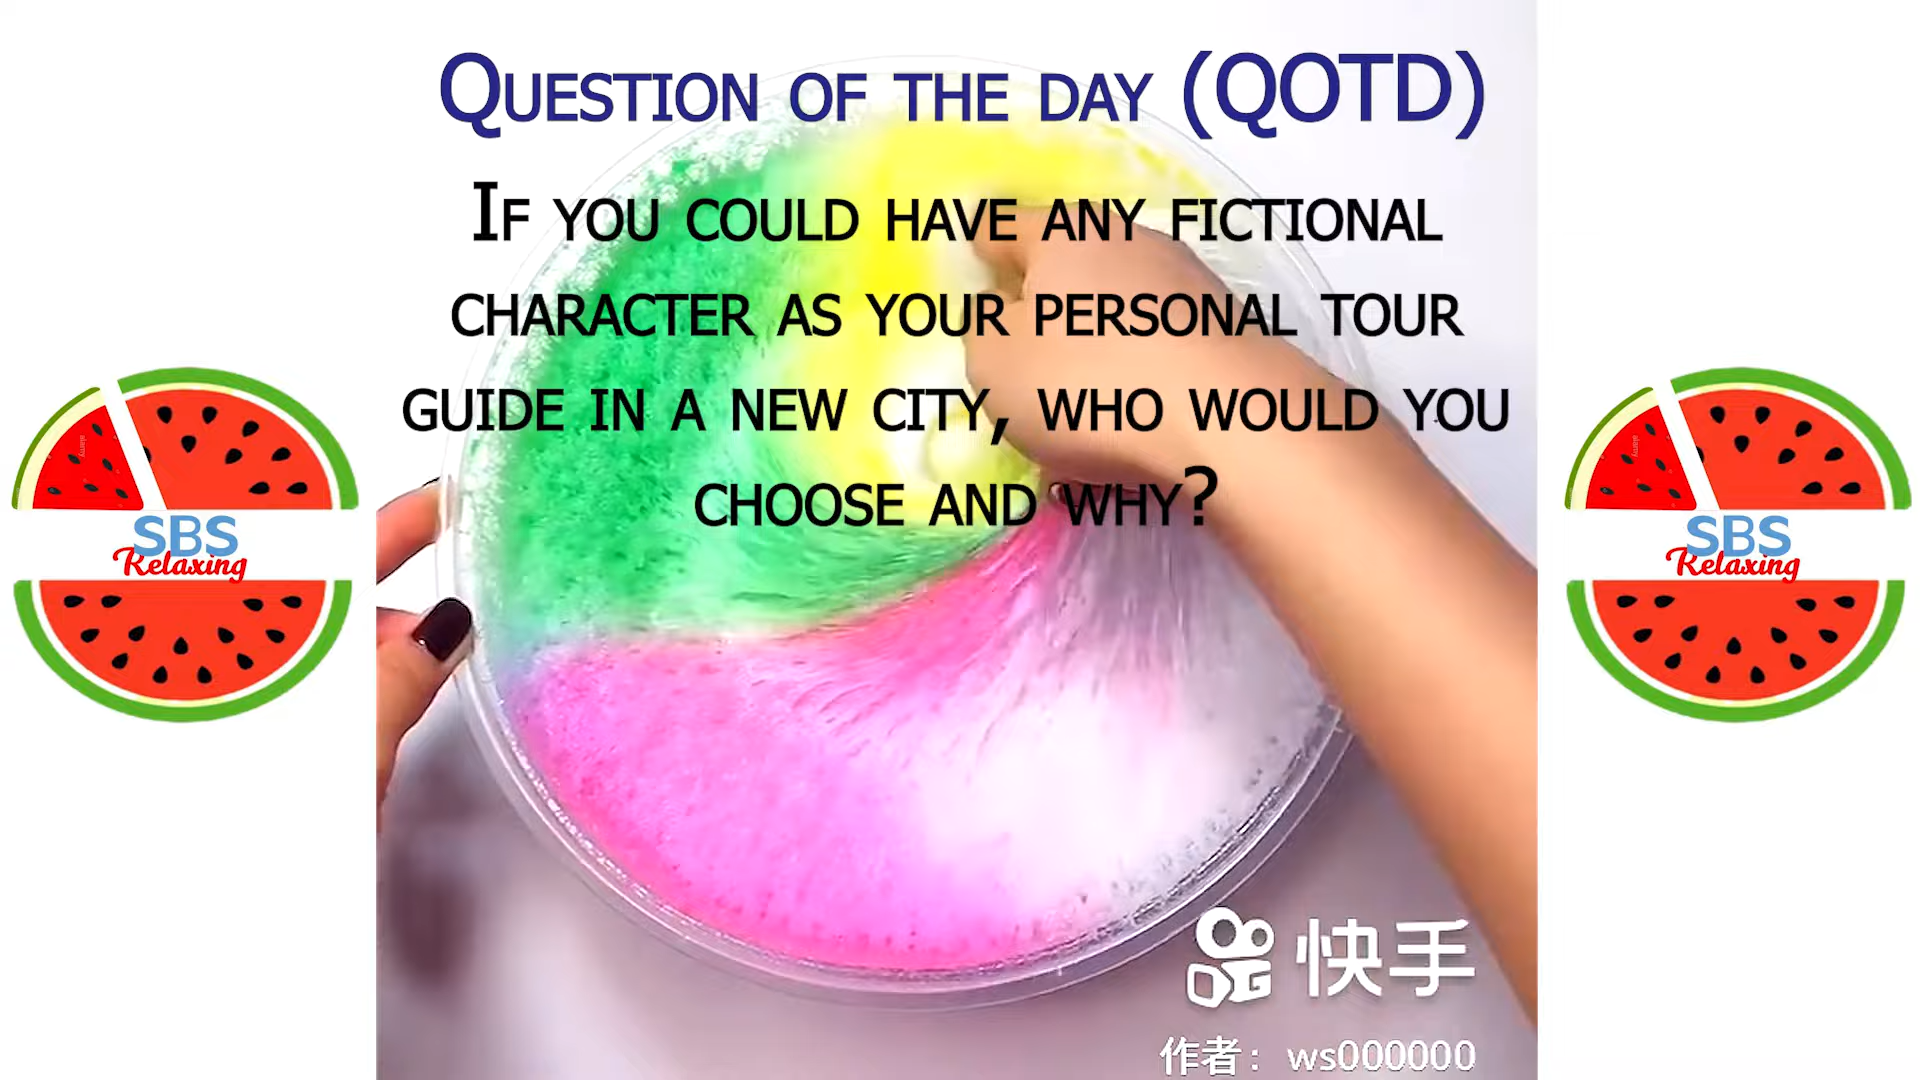 Question of the day (QOTD)
If you could have any fictional
character as your personal tour
guide in a new city, who would you
choose and why?
SBS
Relaxing
SBS
Relaxing
快手
作者：ws000000